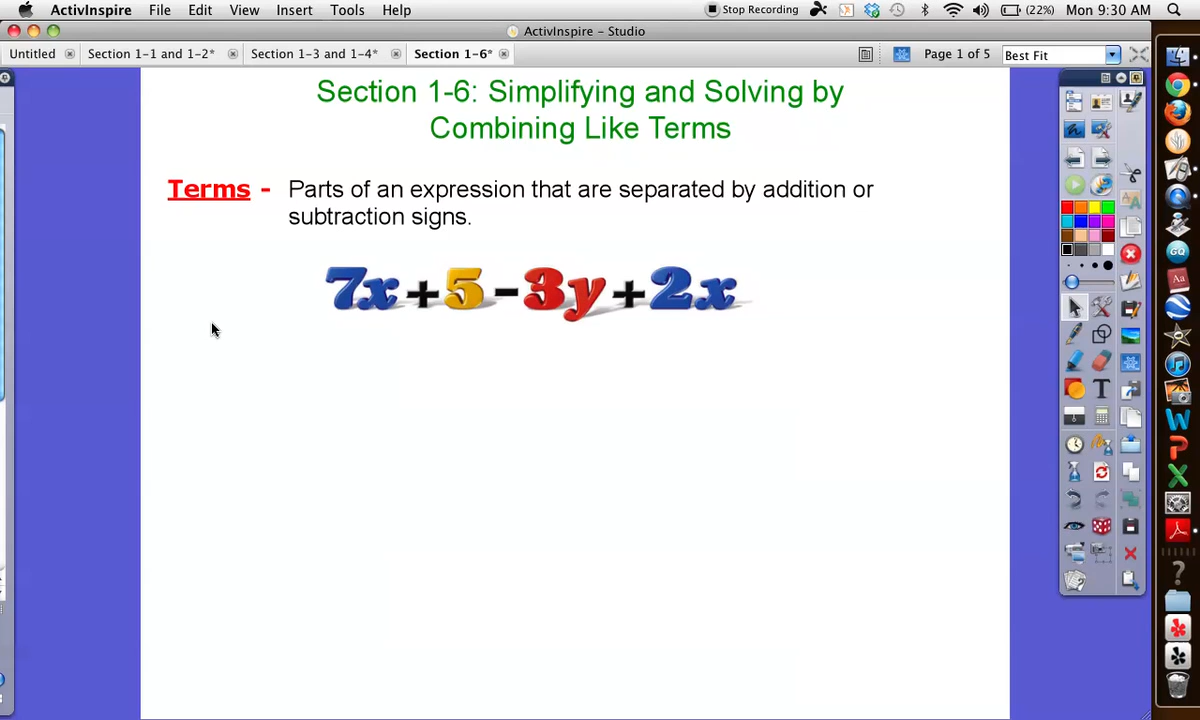 ActivInspire File Edit View Insert Tools Help Stop Recording (22%) Mon 9:30 AM
ActivInspire – Studio
Untitled Section 1-1 and 1-2* Section 1-3 and 1-4* Section 1-6* Page 1 of 5 Best Fit
Section 1-6: Simplifying and Solving by
Combining Like Terms
Terms - Parts of an expression that are separated by addition or
subtraction signs.
7x+5-3y+2x